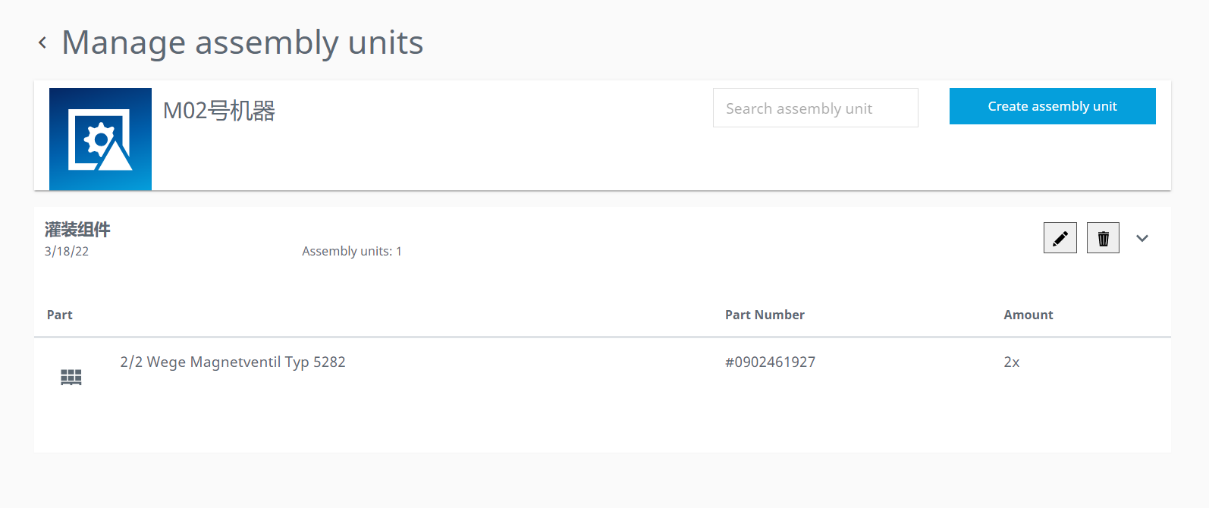 Manage assembly units
M02号机器
Search assembly unit
Create assembly unit
灌装组件
3/18/22
Assembly units: 1
Part Part Number Amount
2/2 Wege Magnetventil Typ 5282 #0902461927 2x